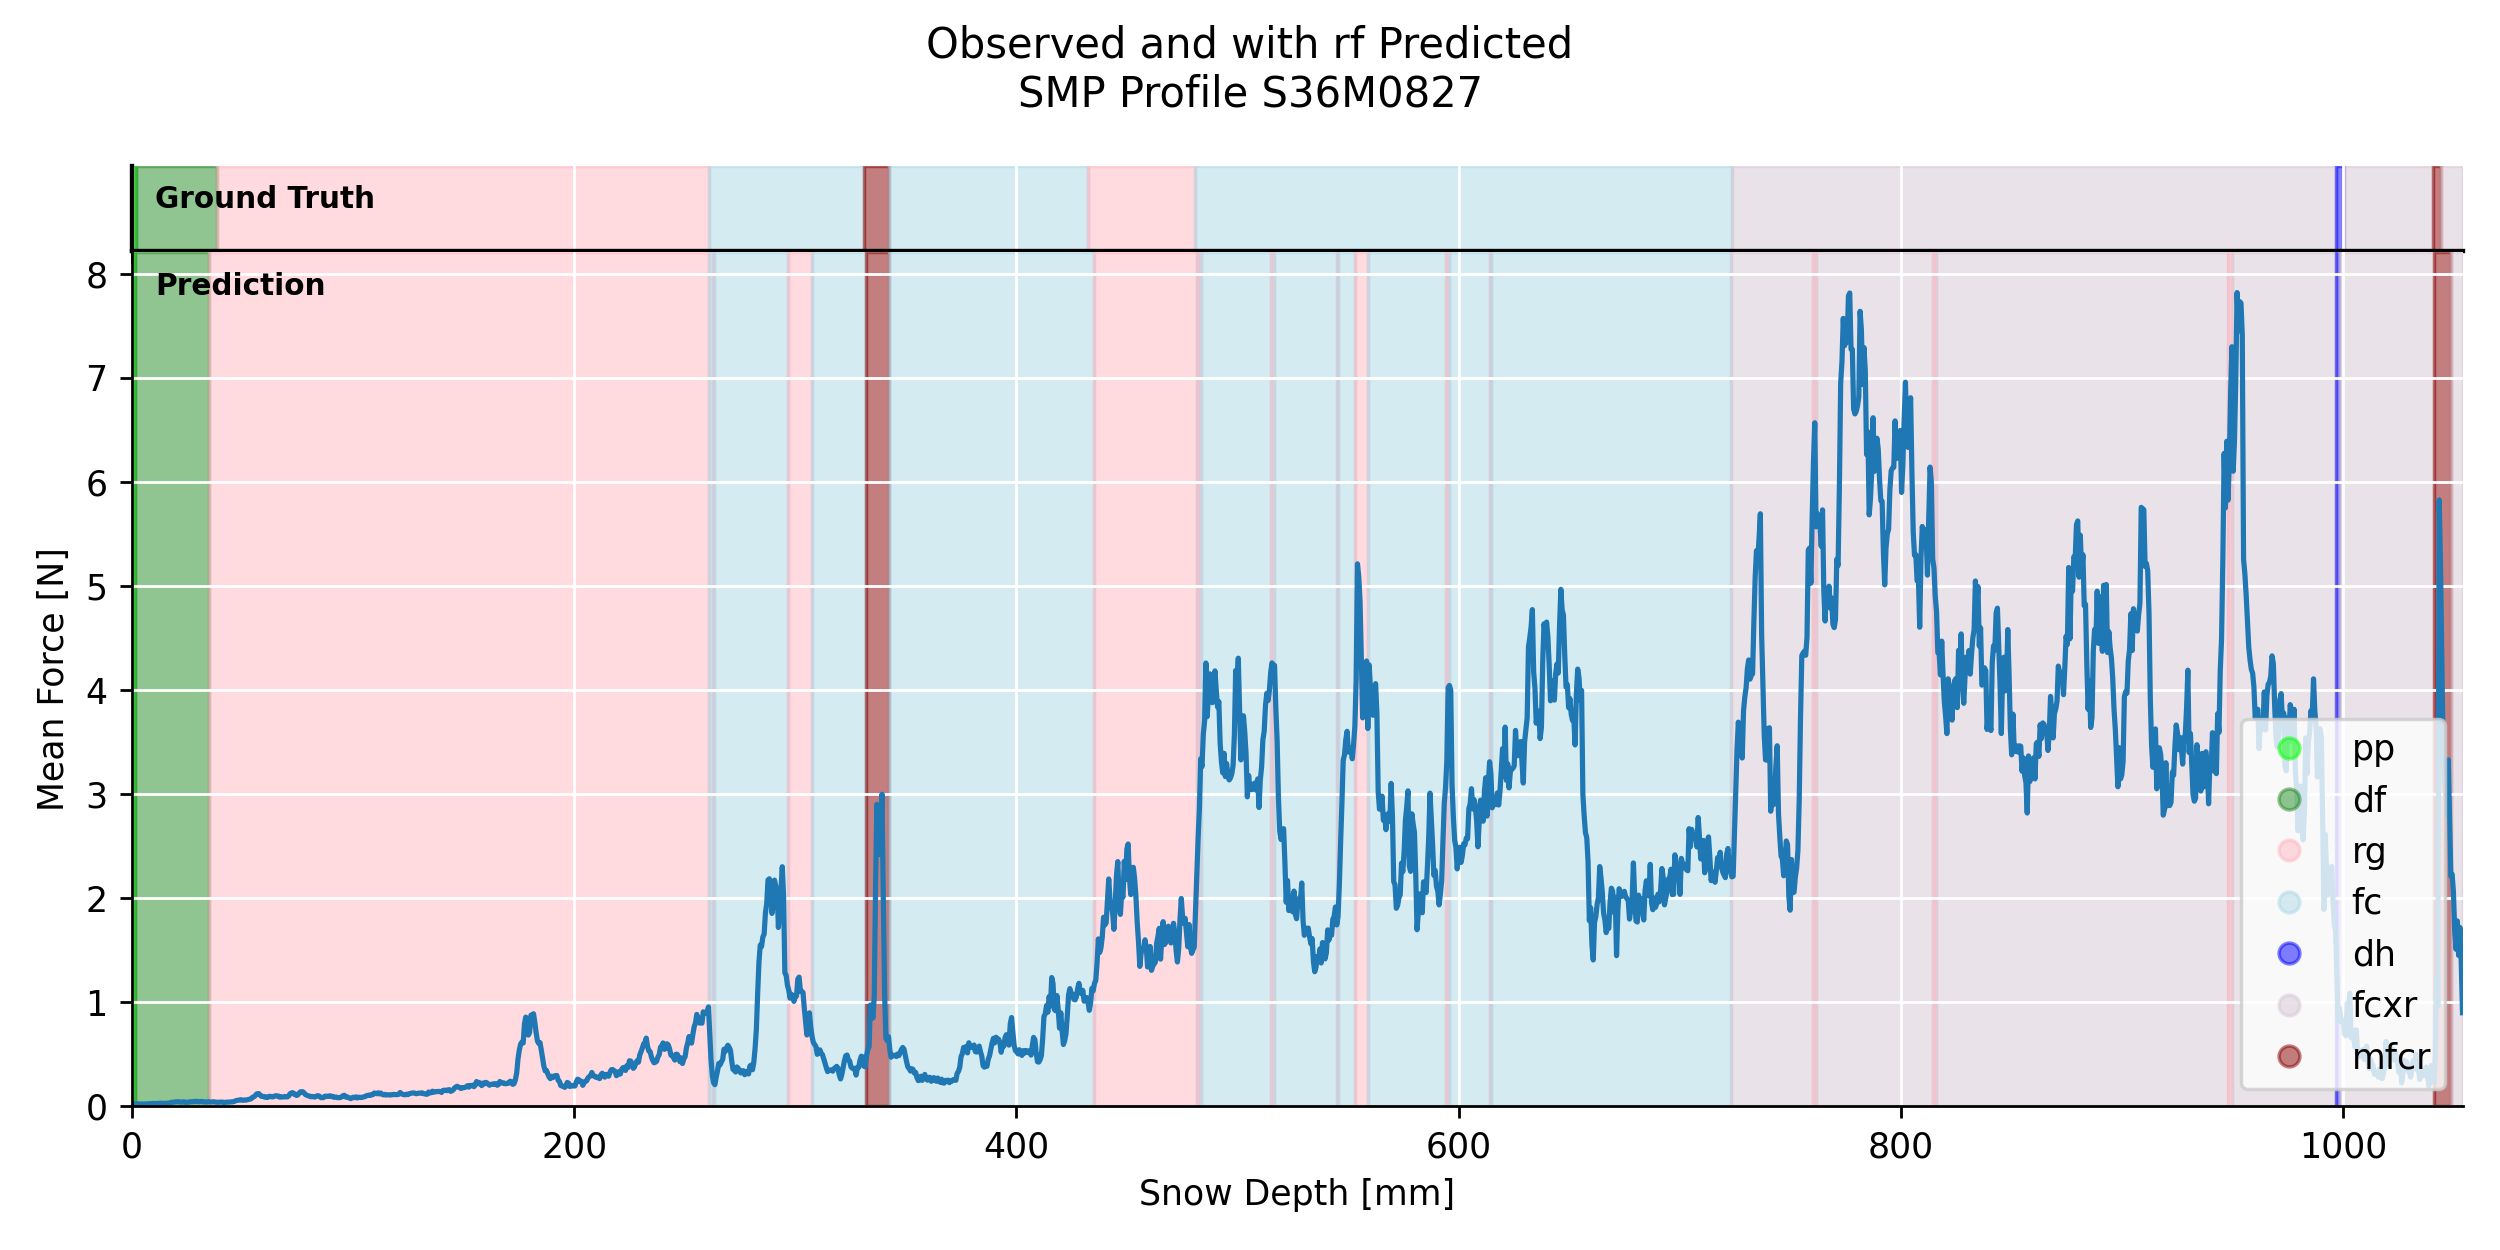 Observed and with rf Predicted
SMP Profile S36M0827
Ground Truth
Prediction
8
7
6
5
4
3
2
1
0
Mean Force [N]
0 200 400 600 800 1000
Snow Depth [mm]
pp
df
rg
fc
dh
fcxr
mfcr